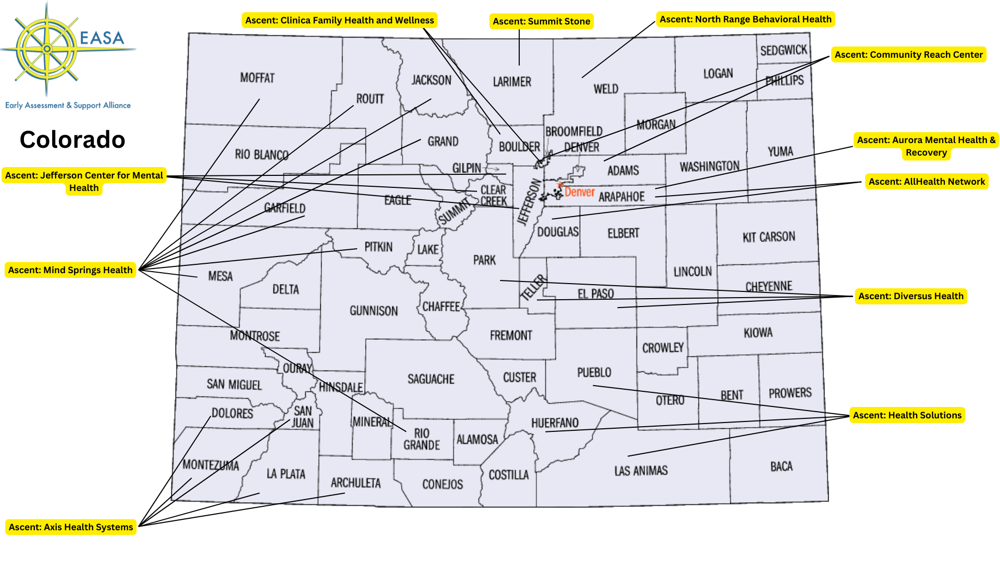 EASA
Early Assessment & Support Alliance
Colorado
Ascent: Clinica Family Health and Wellness
Ascent: Summit Stone
Ascent: North Range Behavioral Health
Ascent: Community Reach Center
Ascent: Aurora Mental Health &
Recovery
Ascent: AllHealth Network
Ascent: Diversus Health
Ascent: Health Solutions
Ascent: Jefferson Center for Mental
Health
Ascent: Mind Springs Health
Ascent: Axis Health Systems
MOFFAT
ROUTT
JACKSON
LARIMER
WELD
LOGAN
SEDGWICK
PHILLIPS
MORGAN
RIO BLANCO
GRAND
BOULDER
BROOMFIELD
DENVER
YUMA
GILPIN
ADAMS
WASHINGTON
CLEAR
CREEK
JEFFERSON
Denver
ARAPAHOE
GARFIELD
EAGLE
SUMMIT
DOUGLAS
ELBERT
KIT CARSON
PITKIN
LAKE
PARK
LINCOLN
MESA
DELTA
TELLER
EL PASO
CHEYENNE
GUNNISON
CHAFFEE
MONTROSE
FREMONT
KIOWA
CROWLEY
OURAY
SAN MIGUEL
HINSDALE
SAGUACHE
CUSTER
PUEBLO
OTERO
BENT
PROWERS
DOLORES
SAN
JUAN
MINERAL
RIO
GRANDE
ALAMOSA
HUERFANO
MONTEZUMA
LA PLATA
ARCHULETA
CONEJOS
COSTILLA
LAS ANIMAS
BACA